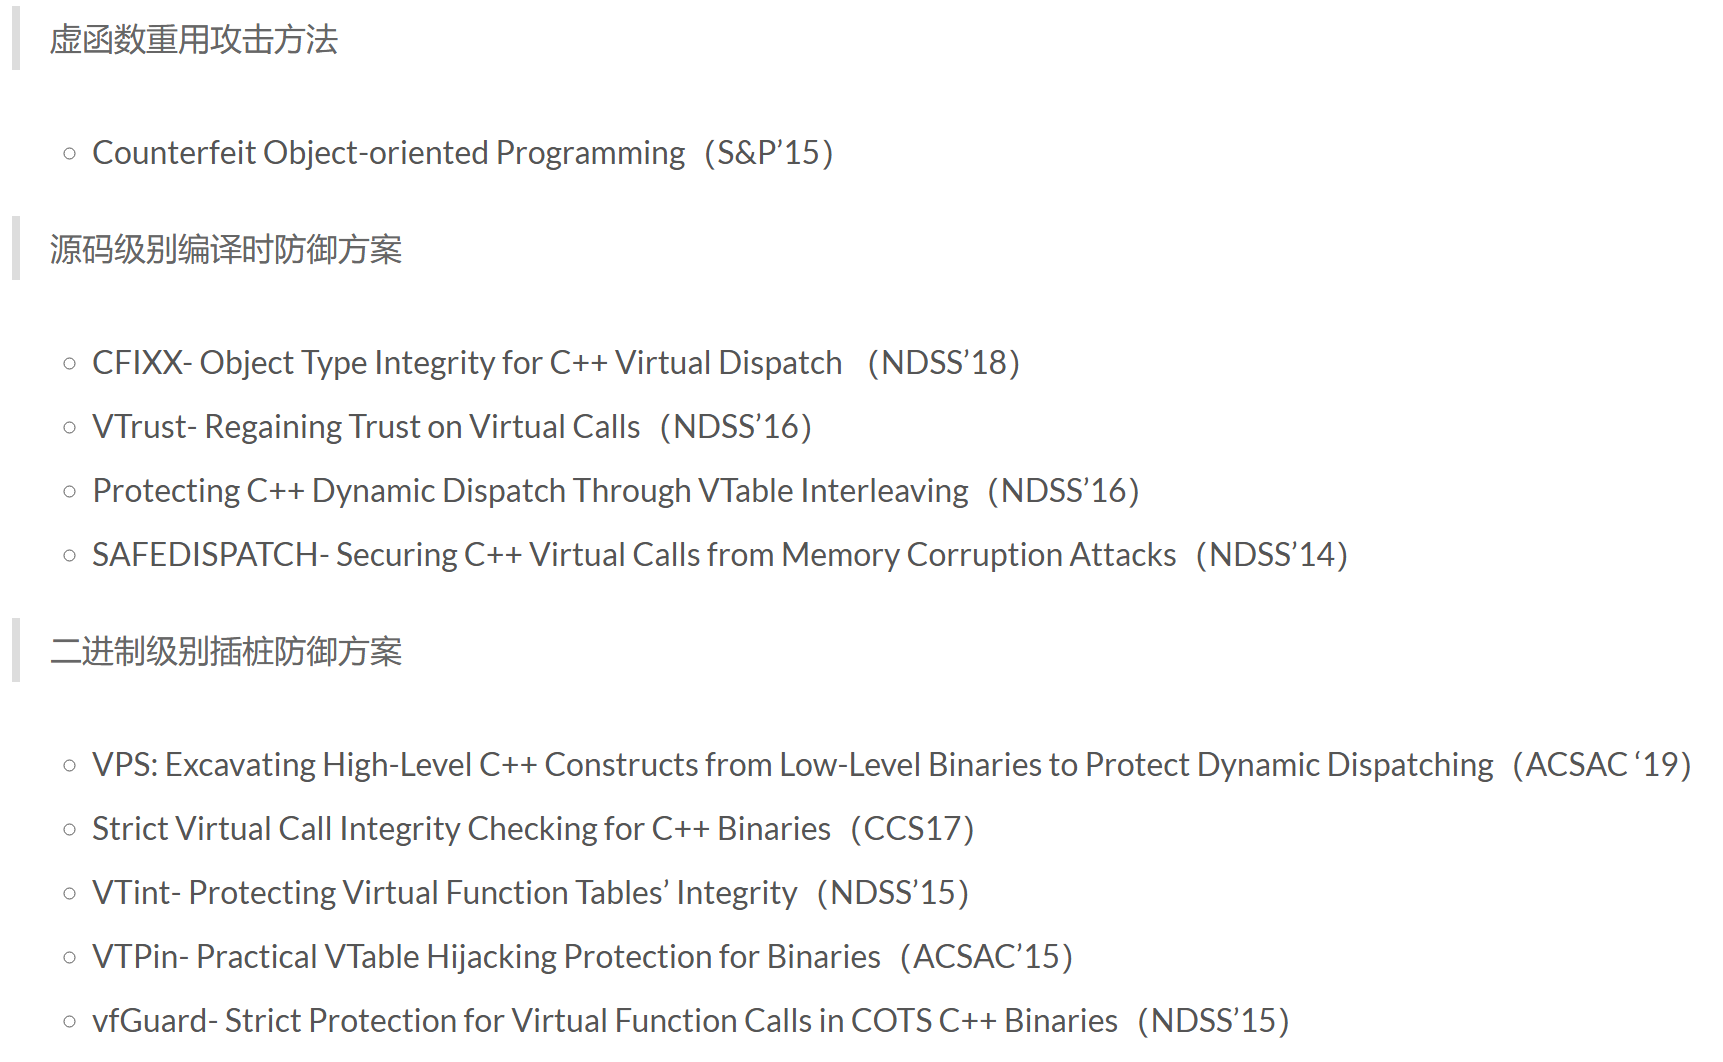 虚函数重用攻击方法
Counterfeit Object-oriented Programming（S&P’15）
源码级别编译时防御方案
CFIXX- Object Type Integrity for C++ Virtual Dispatch （NDSS’18）
VTrust- Regaining Trust on Virtual Calls（NDSS’16）
Protecting C++ Dynamic Dispatch Through VTable Interleaving（NDSS’16）
SAFEDISPATCH- Securing C++ Virtual Calls from Memory Corruption Attacks（NDSS’14）
二进制级别插桩防御方案
VPS: Excavating High-Level C++ Constructs from Low-Level Binaries to Protect Dynamic Dispatching（ACSAC ‘19）
Strict Virtual Call Integrity Checking for C++ Binaries（CCS17）
VTint- Protecting Virtual Function Tables’ Integrity（NDSS’15）
VTPin- Practical VTable Hijacking Protection for Binaries（ACSAC’15）
vfGuard- Strict Protection for Virtual Function Calls in COTS C++ Binaries（NDSS’15）